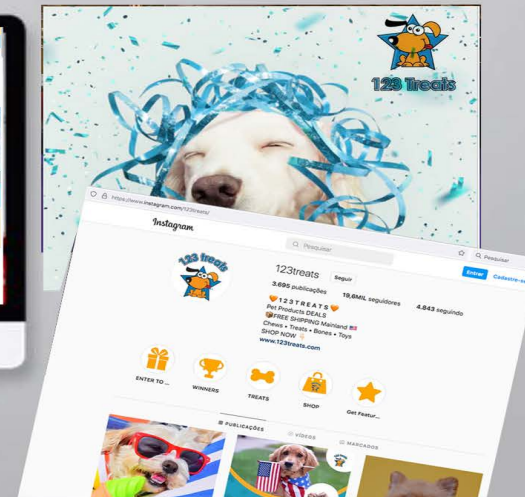 123 Treats
https://www.instagram.com/123treats/
Pesquisar
Instagram
Pesquisar
Entrar
Cadastre-se
123 treats
123treats
Seguir
3.695 publicações
19,6MIL seguidores
4.843 seguindo
🧡 1 2 3 T R E A T S 🧡
Pet Products DEALS
📦FREE SHIPPING Mainland 🇺🇸
Chews • Treats • Bones • Toys
SHOP NOW 👇
www.123treats.com
ENTER TO ...
WINNERS
TREATS
SHOP
Get Featur...
PUBLICAÇÕES
VÍDEOS
MARCADOS